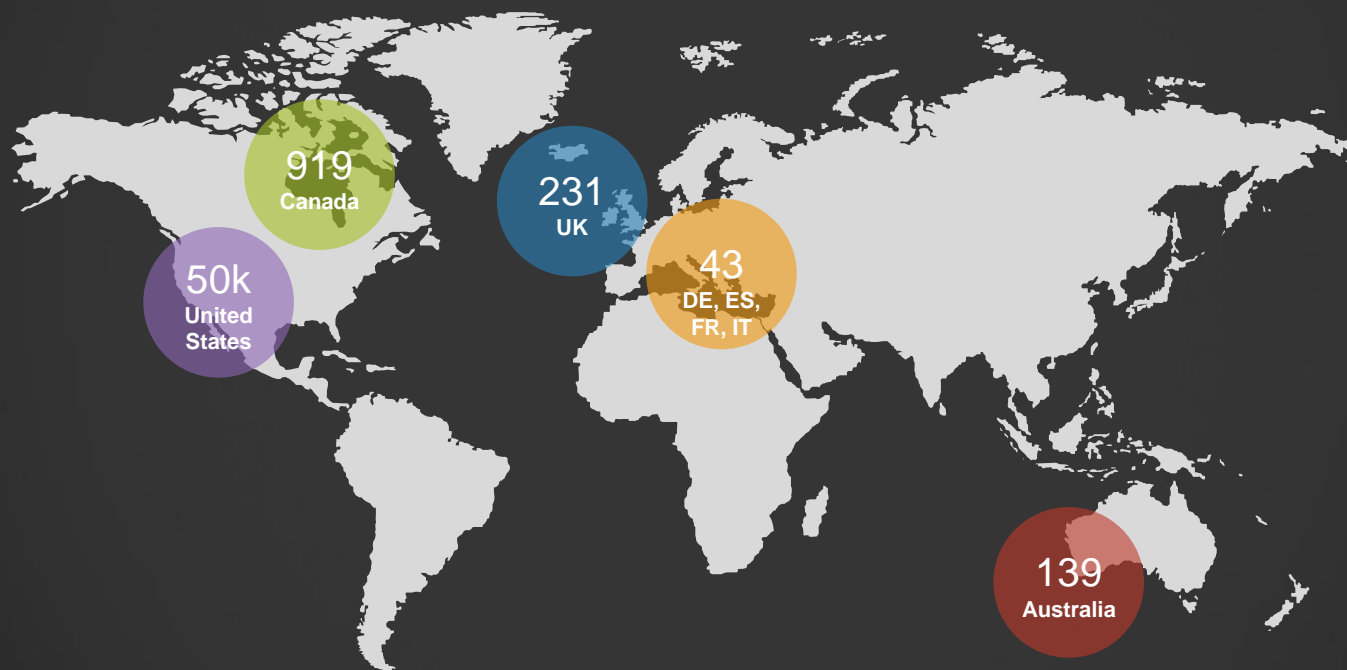 919
Canada
231
UK
50k
United
States
43
DE, ES,
FR, IT
139
Australia